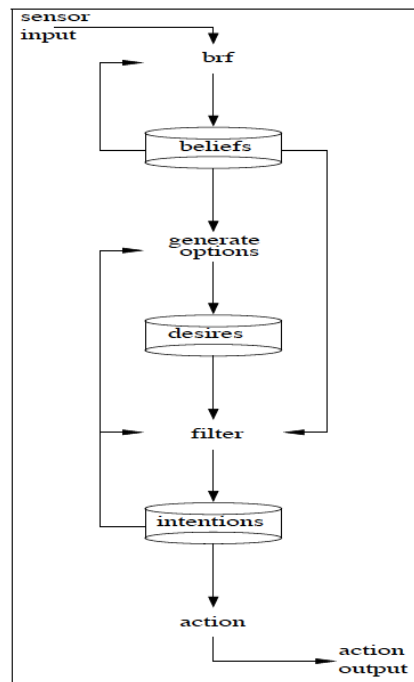 sensor
input
brf
beliefs
generate
options
desires
filter
intentions
action
action
output